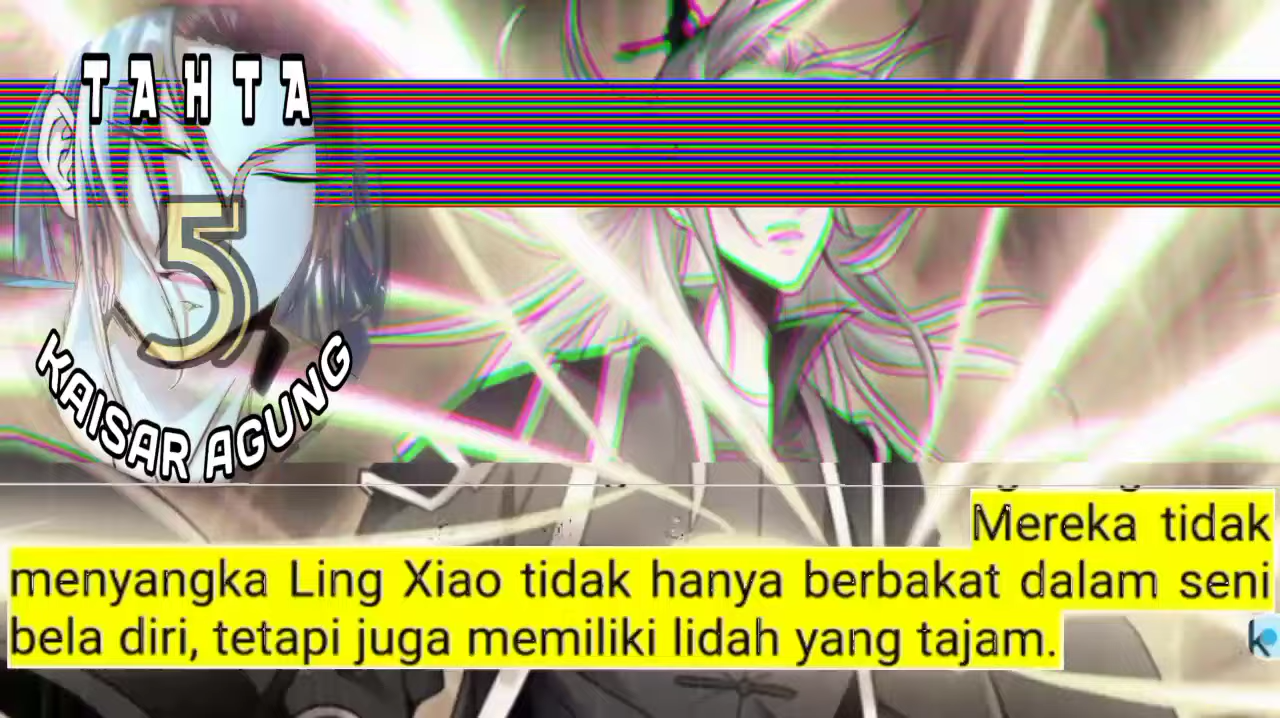 TAHTA
5
KAISAR AGUNG
Mereka tidak
menyangka Ling Xiao tidak hanya berbakat dalam seni
bela diri, tetapi juga memiliki lidah yang tajam.
k